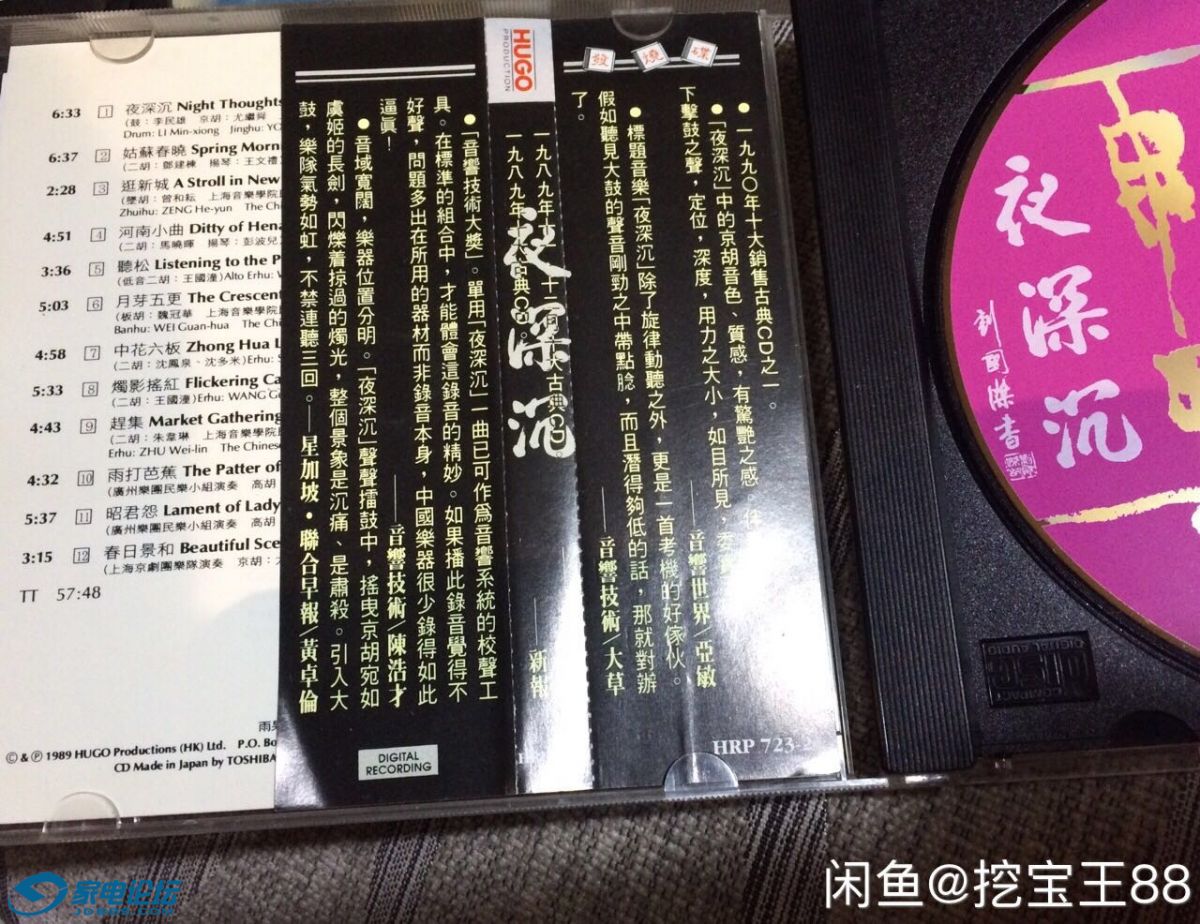 6:33 1 夜深沉 Night Thoughts
(鼓：李民雄 京胡：尤繼舜
Drum: LI Min-xiong Jinghu: YO
6:37 2 姑蘇春曉 Spring Morn
(二胡：鄧建棟 揚琴：王文禮
2:28 3 逛新城 A Stroll in New
(墜胡：曾和耘 上海音樂學院
Zhuihu: ZENG He-yun The Ch
4:51 4 河南小曲 Ditty of Hena
(二胡：馬曉暉 揚琴：彭波兒
3:36 5 聽松 Listening to the P
(低音二胡：王國潼) Alto Erhu: W
5:03 6 月芽五更 The Crescent
(板胡：魏冠華 上海音樂學院
Banhu: WEI Guan-hua The Chi
4:58 7 中花六板 Zhong Hua L
(二胡：沈鳳泉、沈多米) Erhu: S
5:33 8 燭影搖紅 Flickering Ca
(二胡：王國潼) Erhu: WANG G
4:43 9 趕集 Market Gathering
(二胡：朱韋琳 上海音樂學院
Erhu: ZHU Wei-lin The Chinese
4:32 10 雨打芭蕉 The Patter of
(廣州樂團民樂小組演奏 高胡
5:37 11 昭君怨 Lament of Lady
(廣州樂團民樂小組演奏 高胡
3:15 12 春日景和 Beautiful Sce
(上海京劇團樂隊演奏 京胡：
TT 57:48
© & ℗ 1989 HUGO Productions (HK) Ltd. P.O. Bo
CD Made in Japan by TOSHIBA
發燒碟
●一九九〇年十大銷售古典CD之一。
●「夜深沉」中的京胡音色、質感，有驚艷之感。伴
下擊鼓之聲，定位，深度，用力之大小，如目所見，委
——音響世界／亞敏
●標題音樂「夜深沉」除了旋律動聽之外，更是一首考機的好傢伙。
假如聽見大鼓的聲音剛勁之中帶點腍，而且潛得夠低的話，那就對辦
了。
——音響技術／大草
HRP 723-2
HUGO
PRODUCTION
夜深沉
一九八九年
一九八九年
——新報
●「音響技術大獎」。單用「夜深沉」一曲已可作爲音響系統的校聲工
具。在標準的組合中，才能體會這錄音的精妙。如果播此錄音覺得不
好聲，問題多出在所用的器材而非錄音本身，中國樂器很少錄得如此
逼眞！
——音響技術／陳浩才
●音域寬闊，樂器位置分明。「夜深沉」聲聲擂鼓中，搖曳京胡宛如
虞姬的長劍，閃爍着掠過的燭光，整個景象是沉痛、是肅殺。引入大
鼓，樂隊氣勢如虹，不禁連聽三回。——星加坡·聯合早報／黃卓倫
DIGITAL
RECORDING
夜深沉
劉國傑書
COMPACT
DIGITAL AUDIO
家电论坛
JDBBS.COM
闲鱼@挖宝王88